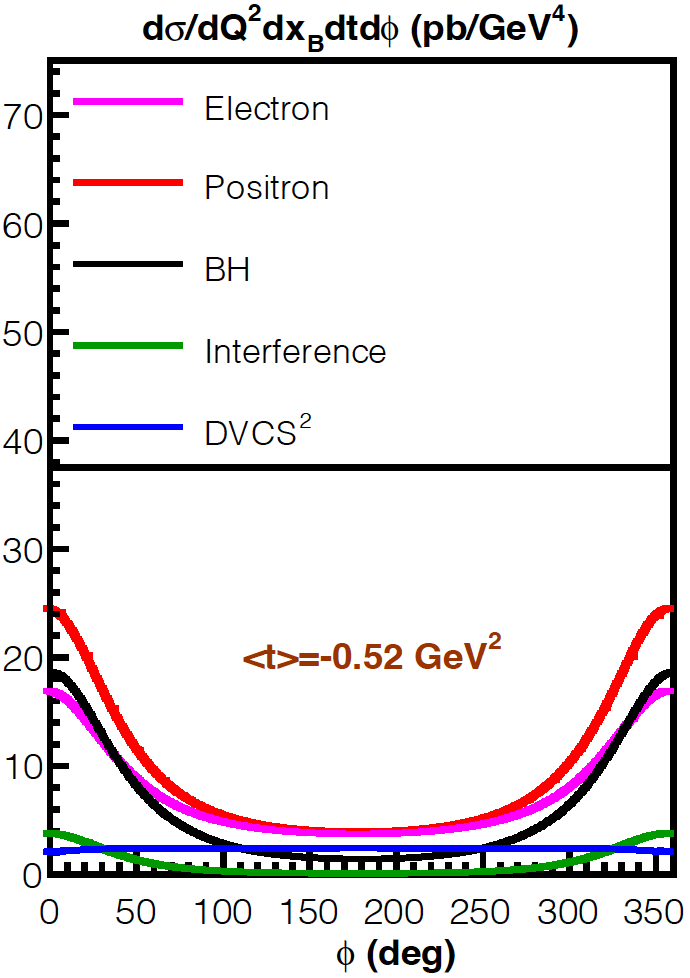 dσ/dQ²dx_Bdtdϕ (pb/GeV⁴)
70
Electron
Positron
60
BH
50
Interference
DVCS²
40
30
<t>=-0.52 GeV²
20
10
0
0 50 100 150 200 250 300 350
ϕ (deg)